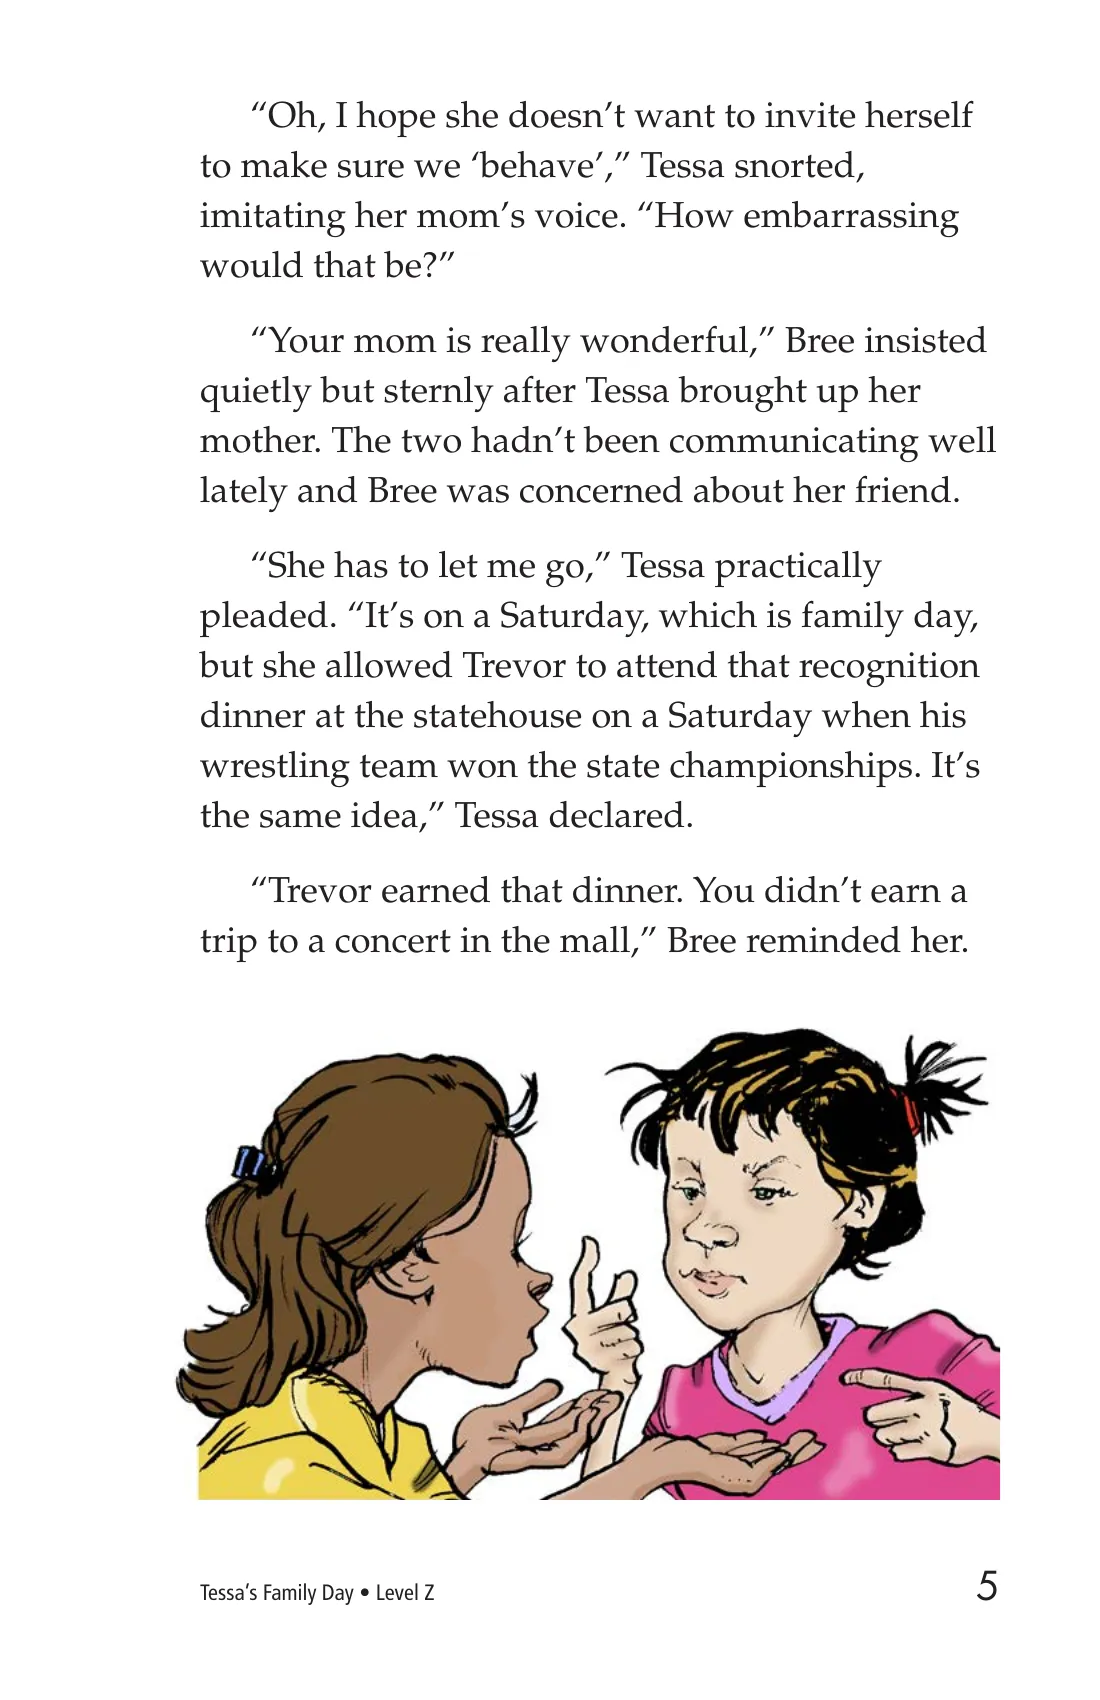 “Oh, I hope she doesn’t want to invite herself
to make sure we ‘behave’,” Tessa snorted,
imitating her mom’s voice. “How embarrassing
would that be?”
“Your mom is really wonderful,” Bree insisted
quietly but sternly after Tessa brought up her
mother. The two hadn’t been communicating well
lately and Bree was concerned about her friend.
“She has to let me go,” Tessa practically
pleaded. “It’s on a Saturday, which is family day,
but she allowed Trevor to attend that recognition
dinner at the statehouse on a Saturday when his
wrestling team won the state championships. It’s
the same idea,” Tessa declared.
“Trevor earned that dinner. You didn’t earn a
trip to a concert in the mall,” Bree reminded her.
Tessa’s Family Day • Level Z
5